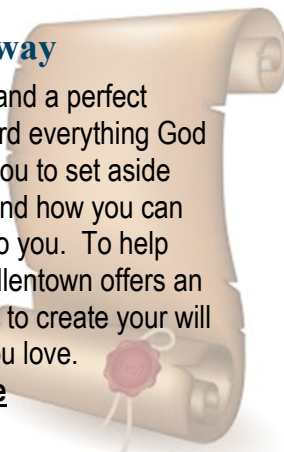 way
and a perfect
rd everything God
ou to set aside
nd how you can
o you. To help
llentown offers an
to create your will
ou love.
e